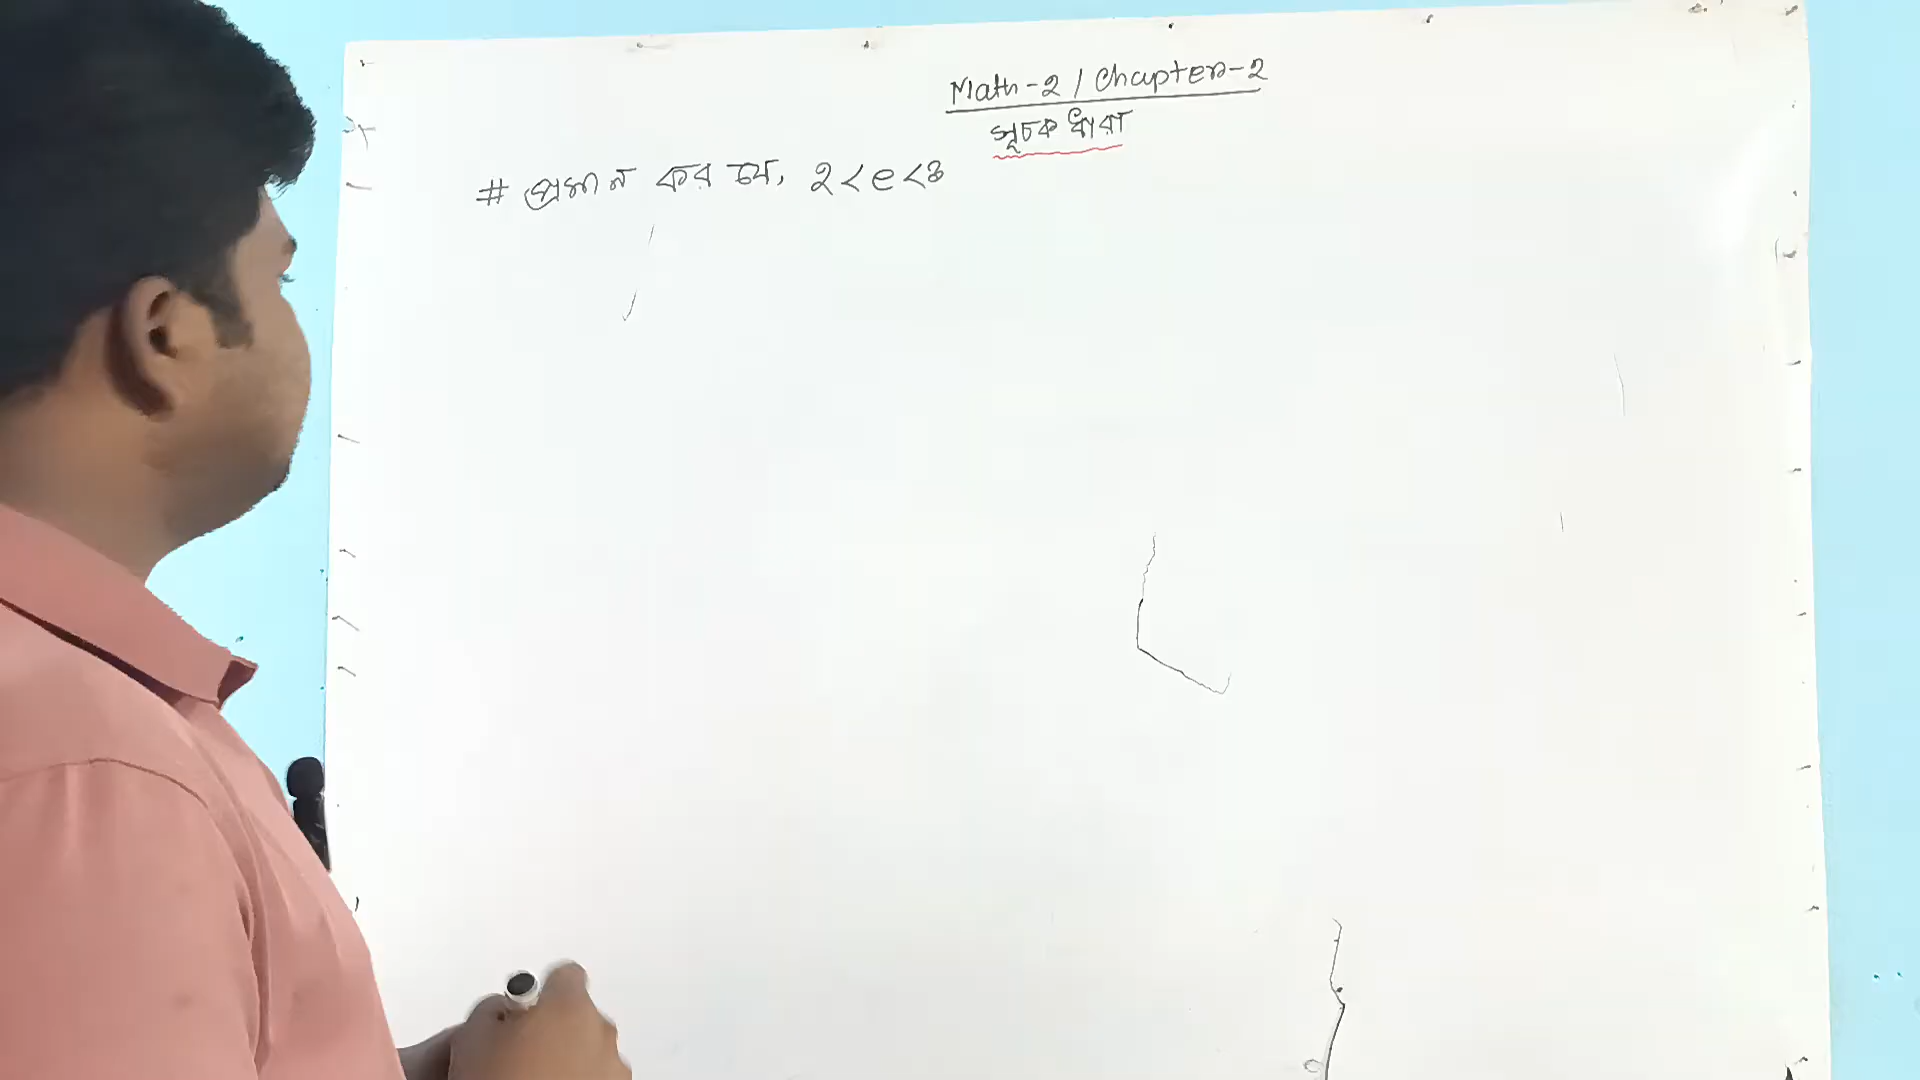 Math-2 / Chapter-2
সূচক ধারা
# প্রমান কর যে, ২<e<৩